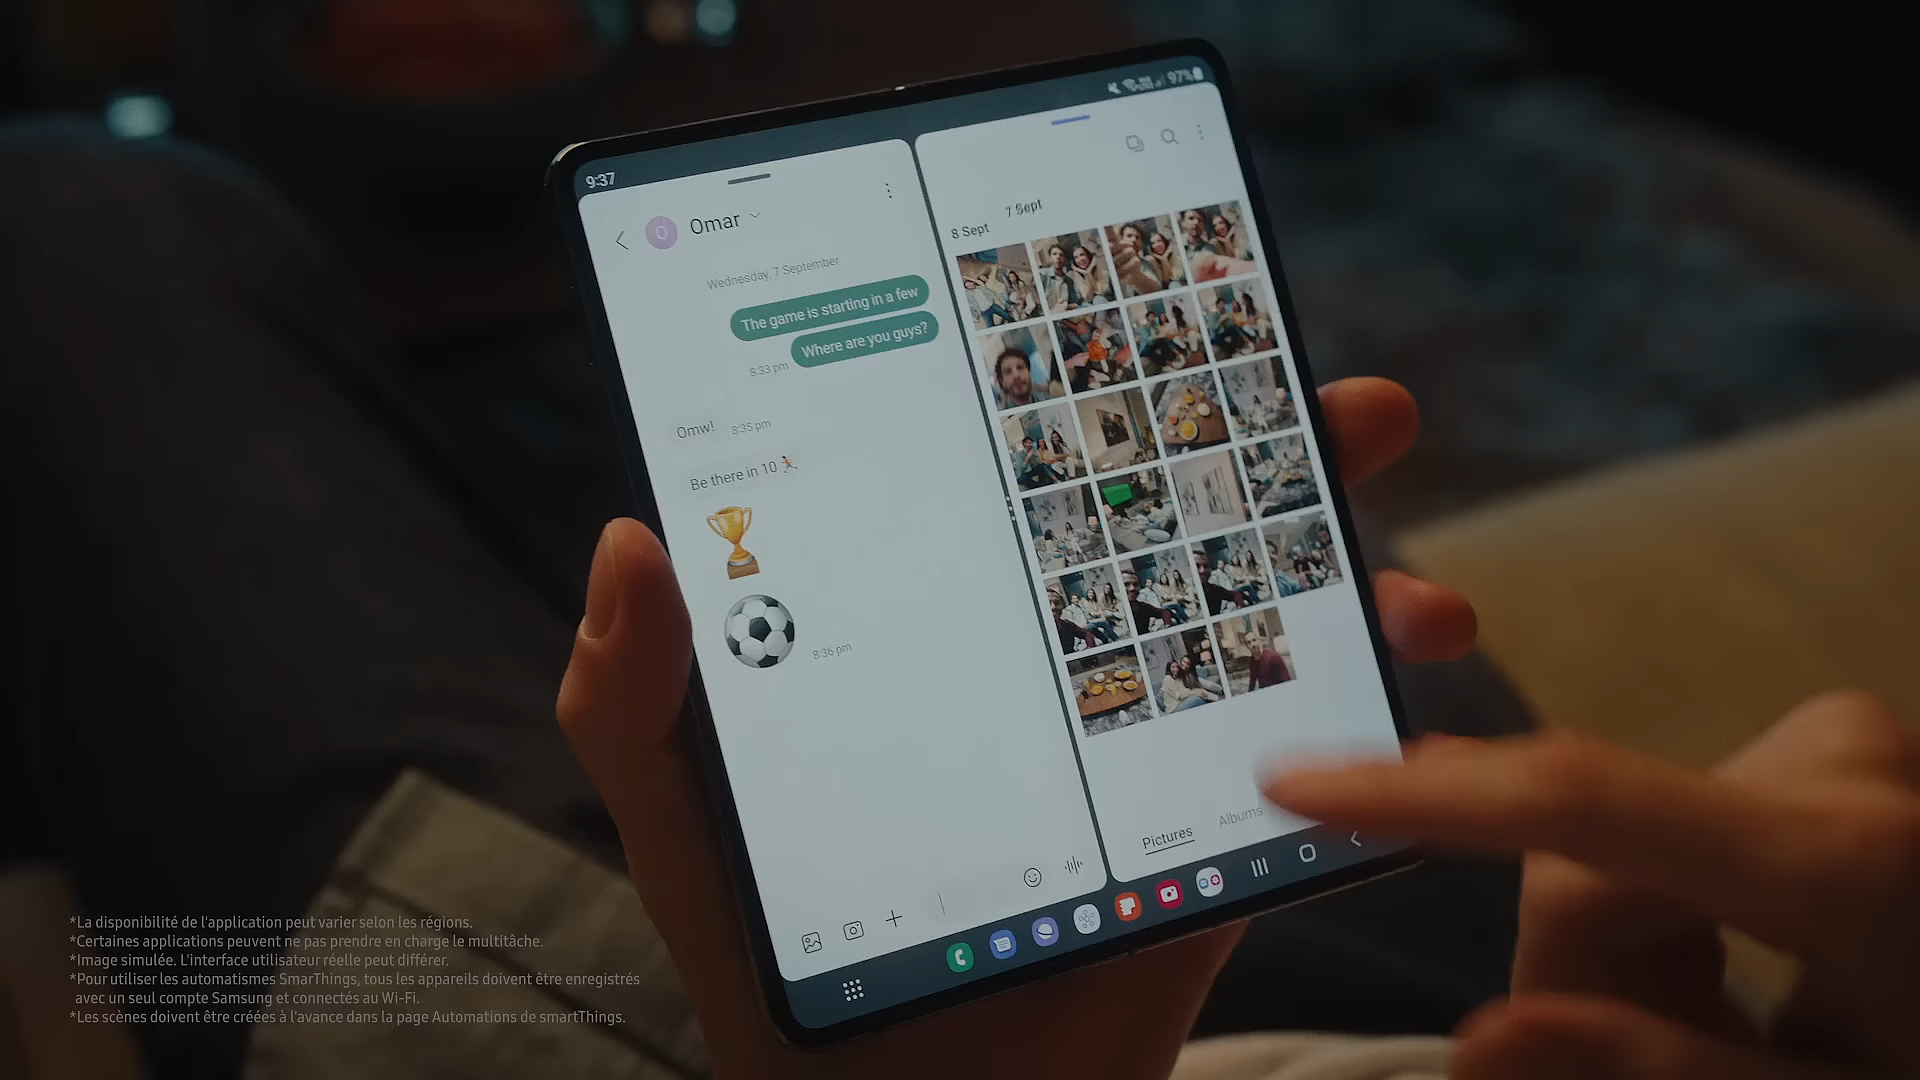 9:37
97%
Omar
O
Wednesday, 7 September
The game is starting in a few
Where are you guys?
8:33 pm
Omw!
8:35 pm
Be there in 10
8:36 pm
7 Sept
8 Sept
Pictures
Albums
*La disponibilité de l'application peut varier selon les régions.
*Certaines applications peuvent ne pas prendre en charge le multitâche.
*Image simulée. L'interface utilisateur réelle peut différer.
*Pour utiliser les automatismes SmarThings, tous les appareils doivent être enregistrés
avec un seul compte Samsung et connectés au Wi-Fi.
*Les scènes doivent être créées à l'avance dans la page Automations de smartThings.